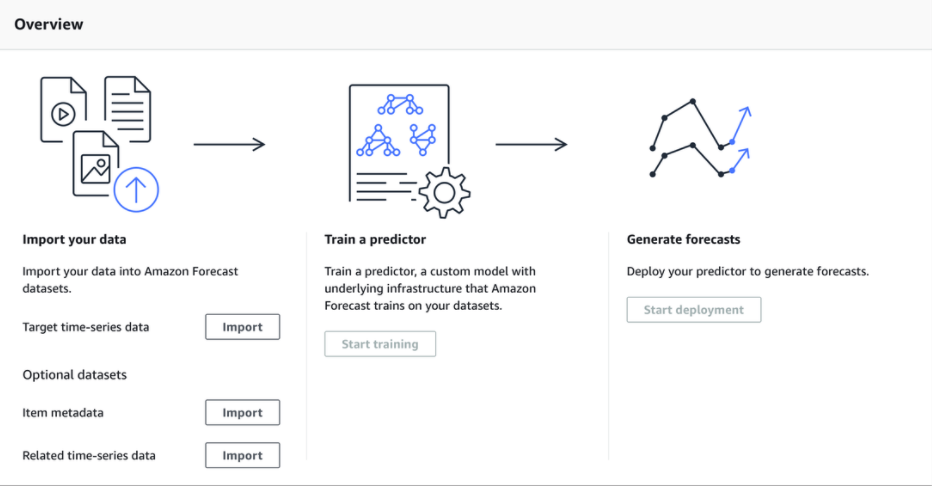 Overview
Import your data
Import your data into Amazon Forecast
datasets.
Target time-series data
Import
Optional datasets
Item metadata
Import
Related time-series data
Import
Train a predictor
Train a predictor, a custom model with
underlying infrastructure that Amazon
Forecast trains on your datasets.
Start training
Generate forecasts
Deploy your predictor to generate forecasts.
Start deployment